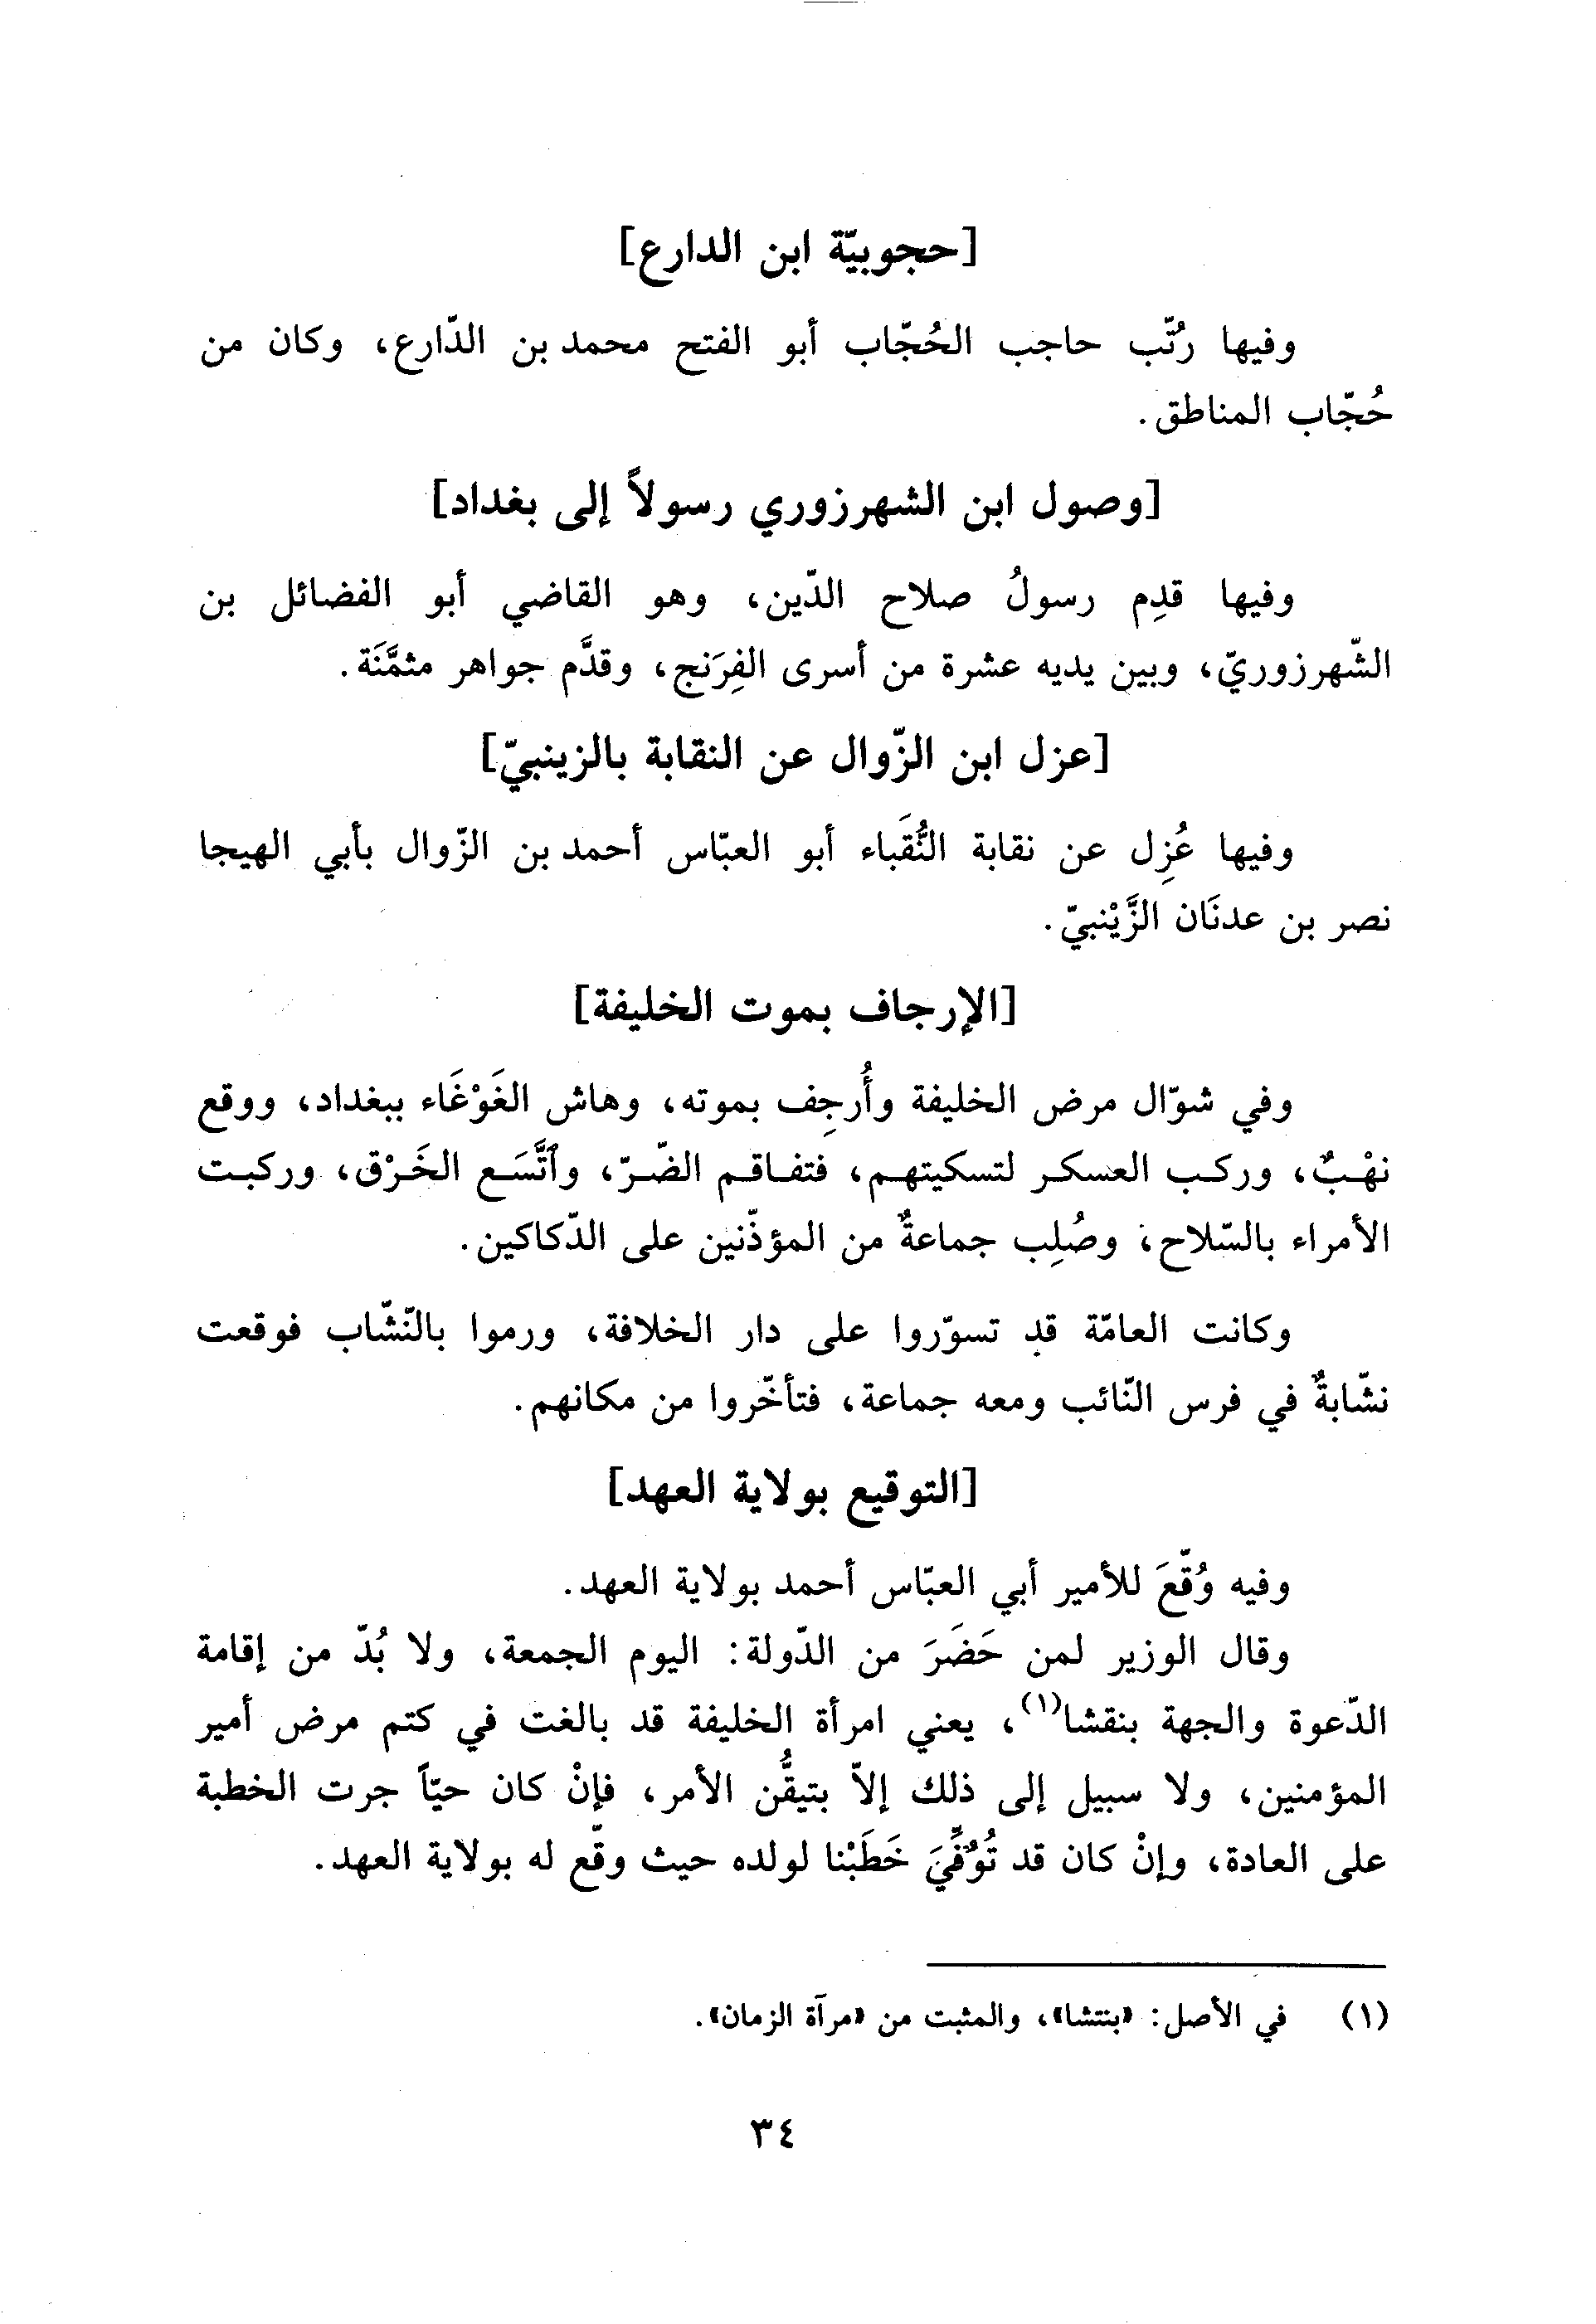 [حجوبيّة ابن الدارع]
وفيها رُتّب حاجب الحُجّاب أبو الفتح محمد بن الدّارع، وكان من
حُجّاب المناطق.
[وصول ابن الشهرزوري رسولاً إلى بغداد]
وفيها قدِم رسولُ صلاح الدّين، وهو القاضي أبو الفضائل بن
الشّهرزوريّ، وبين يديه عشرة من أسرى الفِرَنج، وقدَّم جواهر مثمَّنَة.
[عزل ابن الزّوال عن النقابة بالزينبيّ]
وفيها عُزِل عن نقابة النُّقَباء أبو العبّاس أحمد بن الزّوال بأبي الهيجا
نصر بن عدنَان الزَّيْنبيّ.
[الإرجاف بموت الخليفة]
وفي شوّال مرض الخليفة وأُرجِف بموته، وهاش الغَوْغَاء ببغداد، ووقع
نهْبٌ، وركب العسكر لتسكيتهم، فتفاقم الضّرّ، وٱتَّسَع الخَرْق، وركبت
الأمراء بالسّلاح، وصُلِب جماعةٌ من المؤذّنين على الدّكاكين.
وكانت العامّة قد تسوّروا على دار الخلافة، ورموا بالنّشّاب فوقعت
نشّابةٌ في فرس النّائب ومعه جماعة، فتأخّروا من مكانهم.
[التوقيع بولاية العهد]
وفيه وُقّعَ للأمير أبي العبّاس أحمد بولاية العهد.
وقال الوزير لمن حَضَرَ من الدّولة: اليوم الجمعة، ولا بُدّ من إقامة
الدّعوة والجهة بنقشا(١)، يعني امرأة الخليفة قد بالغت في كتم مرض أمير
المؤمنين، ولا سبيل إلى ذلك إلاّ بتيقُّن الأمر، فإنْ كان حيّاً جرت الخطبة
على العادة، وإنْ كان قد تُوُفِّيَ خَطَبْنا لولده حيث وقّع له بولاية العهد.
(١) في الأصل: «بنتشا»، والمثبت من «مرآة الزمان».
٣٤